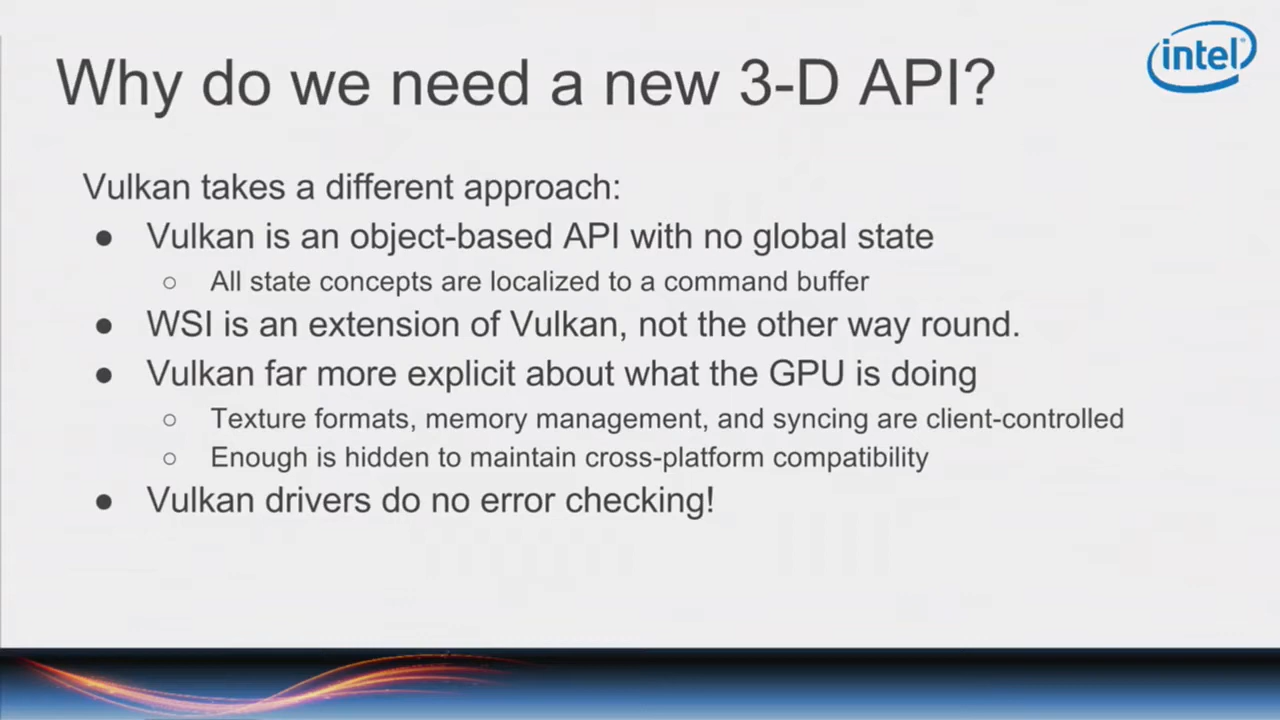 Why do we need a new 3-D API?
intel
Vulkan takes a different approach:
● Vulkan is an object-based API with no global state
○ All state concepts are localized to a command buffer
● WSI is an extension of Vulkan, not the other way round.
● Vulkan far more explicit about what the GPU is doing
○ Texture formats, memory management, and syncing are client-controlled
○ Enough is hidden to maintain cross-platform compatibility
● Vulkan drivers do no error checking!